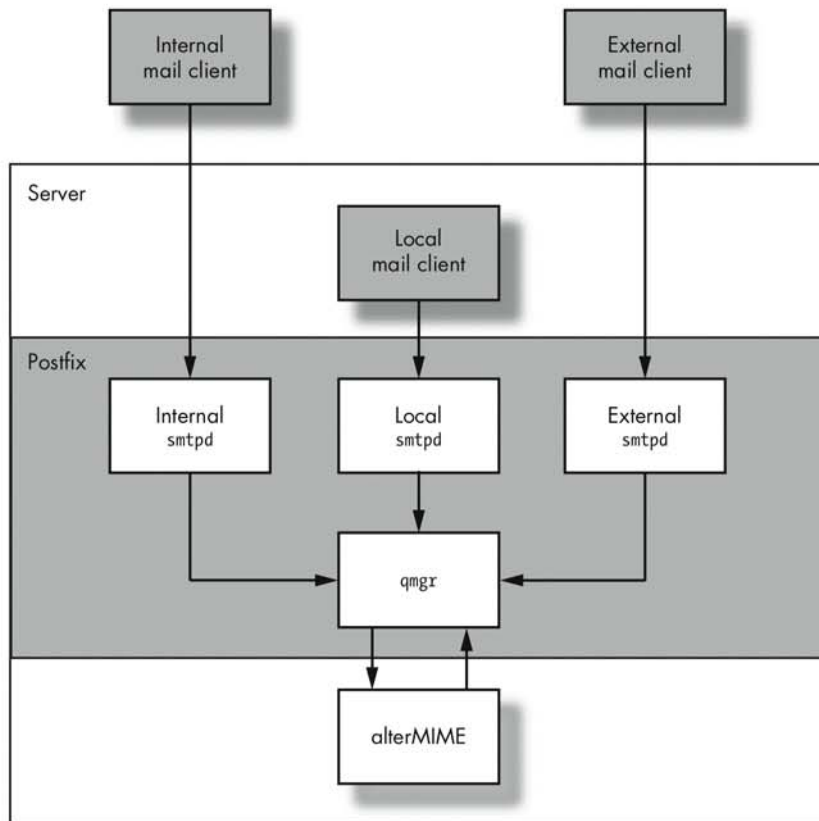 Internal
mail client
External
mail client
Server
Local
mail client
Postfix
Internal
smtpd
Local
smtpd
External
smtpd
qmgr
alterMIME